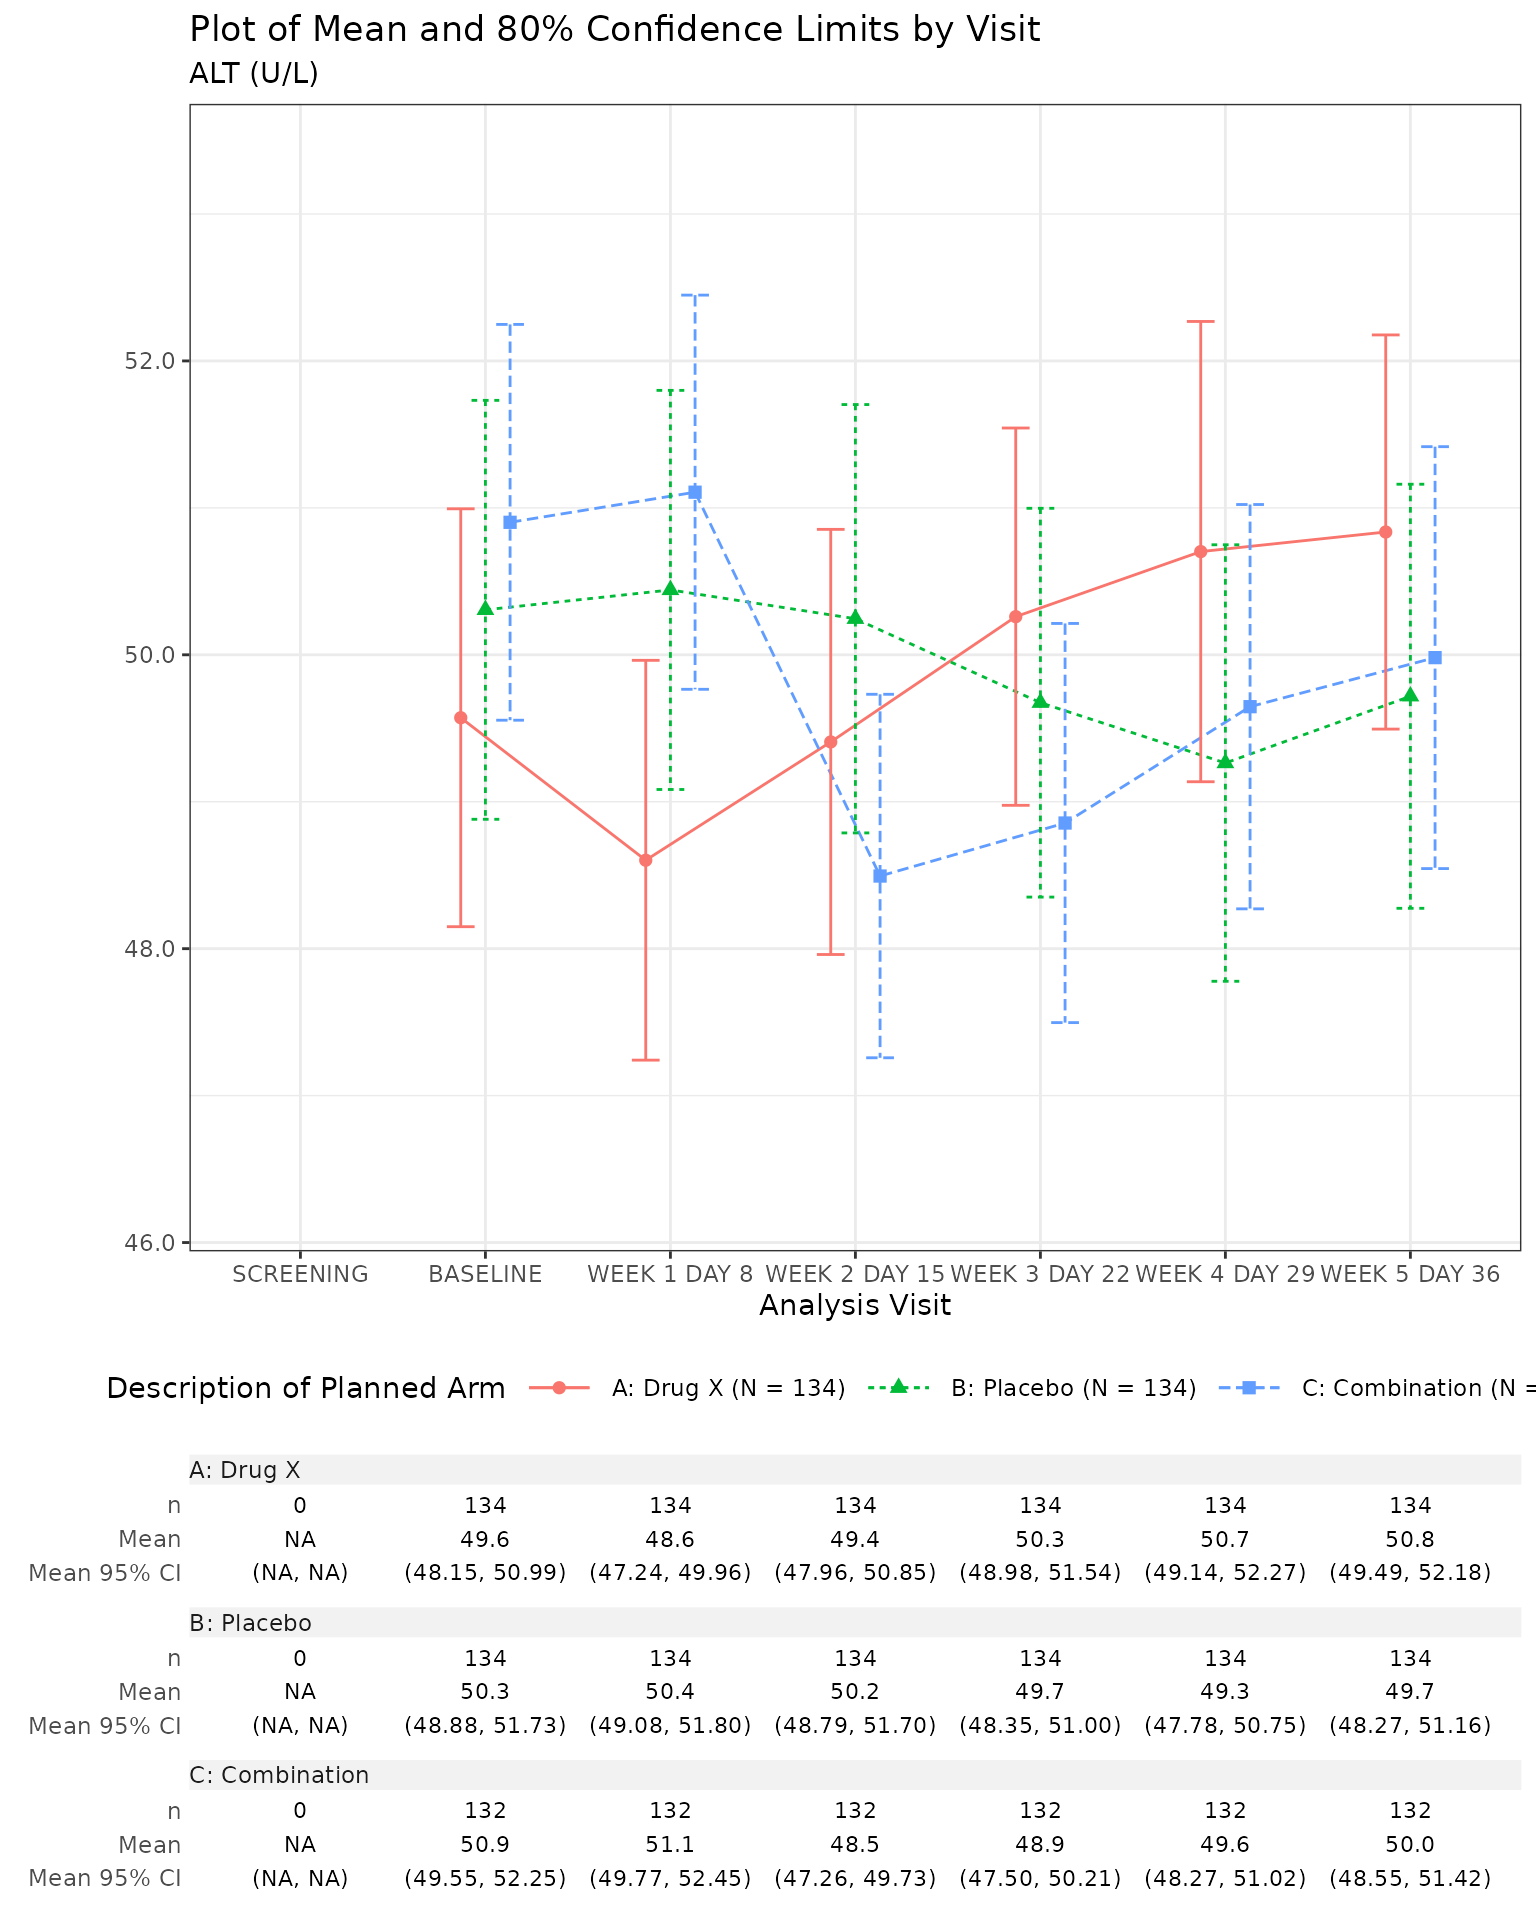 Plot of Mean and 80% Confidence Limits by Visit
ALT (U/L)
52.0
50.0
48.0
46.0
SCREENING BASELINE WEEK 1 DAY 8 WEEK 2 DAY 15 WEEK 3 DAY 22 WEEK 4 DAY 29 WEEK 5 DAY 36
Analysis Visit
Description of Planned Arm A: Drug X (N = 134) B: Placebo (N = 134) C: Combination (N =
A: Drug X
n 0 134 134 134 134 134 134
Mean NA 49.6 48.6 49.4 50.3 50.7 50.8
Mean 95% CI (NA, NA) (48.15, 50.99) (47.24, 49.96) (47.96, 50.85) (48.98, 51.54) (49.14, 52.27) (49.49, 52.18)
B: Placebo
n 0 134 134 134 134 134 134
Mean NA 50.3 50.4 50.2 49.7 49.3 49.7
Mean 95% CI (NA, NA) (48.88, 51.73) (49.08, 51.80) (48.79, 51.70) (48.35, 51.00) (47.78, 50.75) (48.27, 51.16)
C: Combination
n 0 132 132 132 132 132 132
Mean NA 50.9 51.1 48.5 48.9 49.6 50.0
Mean 95% CI (NA, NA) (49.55, 52.25) (49.77, 52.45) (47.26, 49.73) (47.50, 50.21) (48.27, 51.02) (48.55, 51.42)